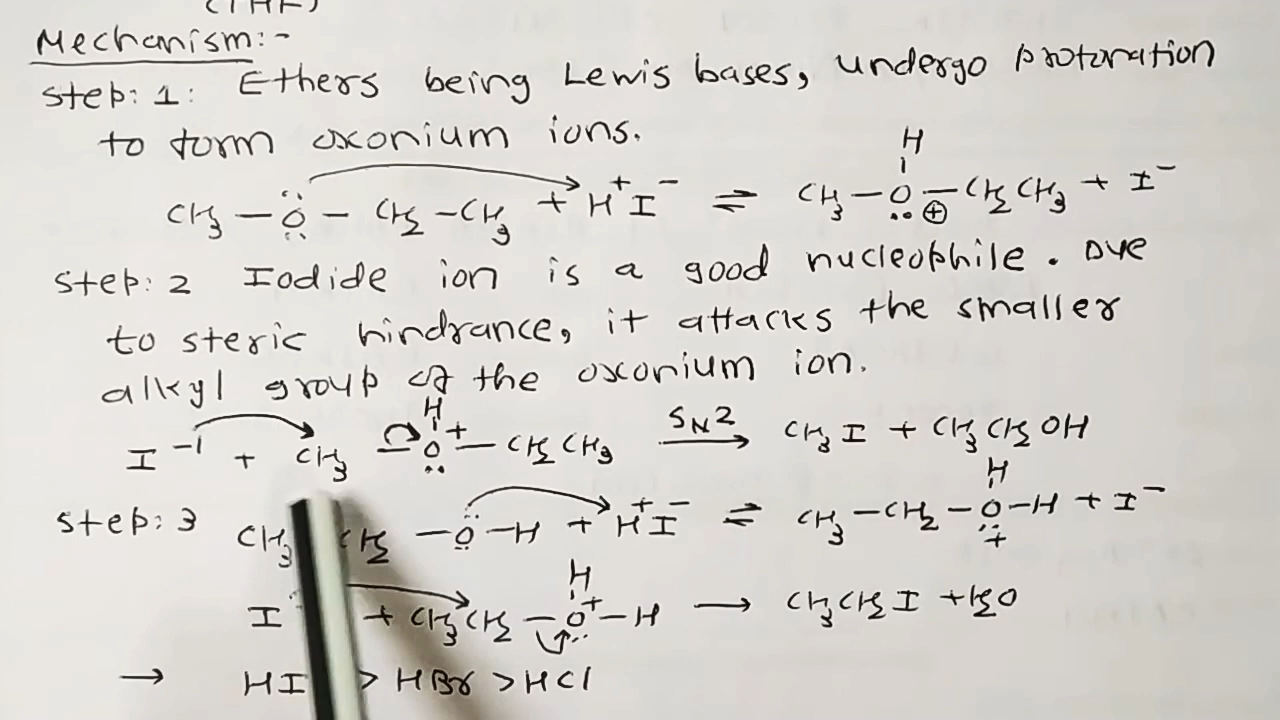 (THF)
Mechanism:-
Step: 1: Ethers being Lewis bases, undergo protonation
to form oxonium ions.
H
CH3 — O — CH2 — CH3 + H+ I− ⇌ CH3 — O — CH2CH3 + I−
⊕
Step: 2 Iodide ion is a good nucleophile. Due
to steric hindrance, it attacks the smaller
alkyl group of the oxonium ion.
H
I−1 + CH3 — O+ — CH2CH3 SN2 → CH3I + CH3CH2OH
H
Step: 3 CH3 CH2 — O — H + H+ I− ⇌ CH3 — CH2 — O — H + I−
+
H
I + CH3CH2 — O+ — H → CH3CH2I + H2O
→ HI > HBr > HCl